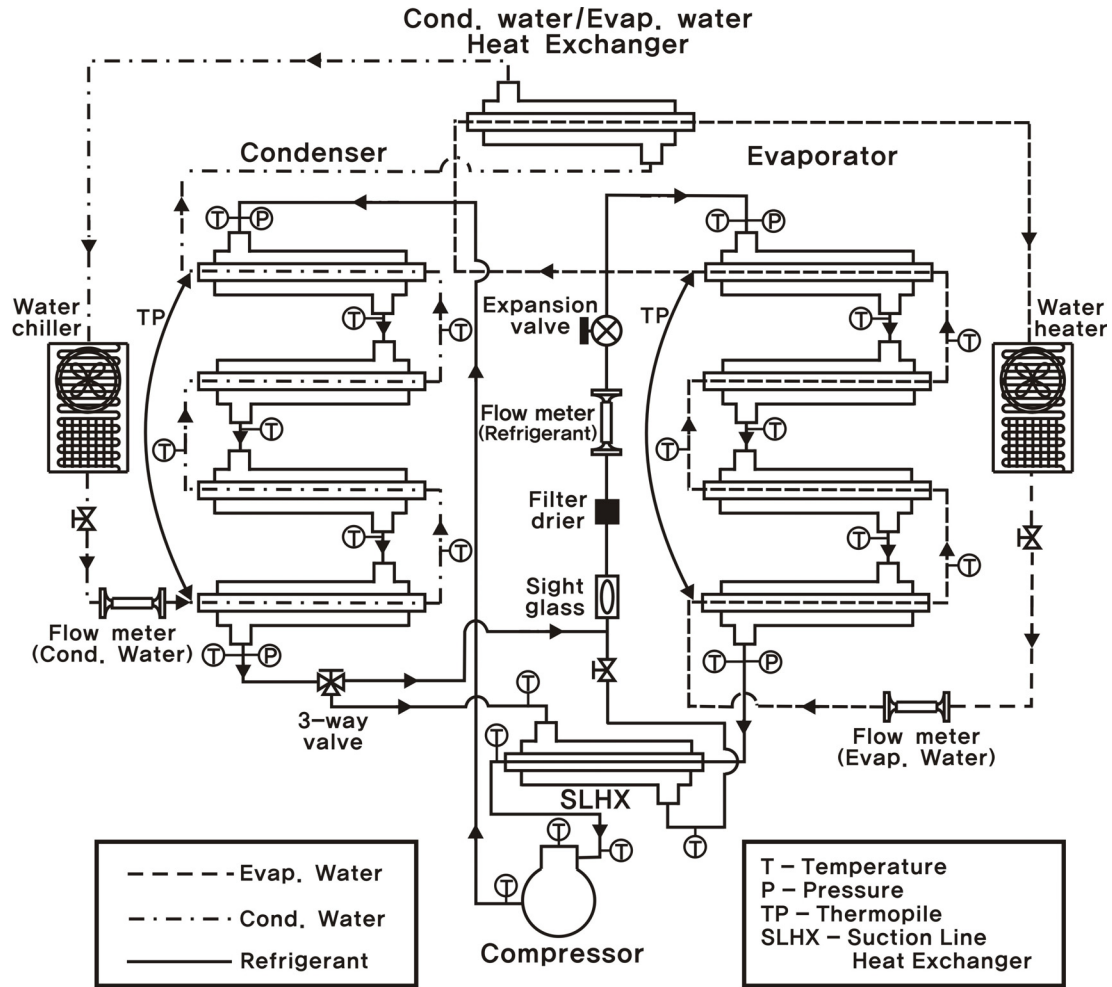 Cond. water/Evap. water
Heat Exchanger
Condenser
Evaporator
T
P
T
P
Water
chiller
TP
T
T
Expansion
valve
TP
T
T
Water
heater
Flow meter
(Refrigerant)
T
T
T
T
Filter
drier
T
T
T
T
Sight
glass
Flow meter
(Cond. Water)
T
P
T
P
3-way
valve
T
T
Flow meter
(Evap. Water)
SLHX
T
T
T
T
Compressor
Evap. Water
Cond. Water
Refrigerant
T - Temperature
P - Pressure
TP - Thermopile
SLHX - Suction Line
Heat Exchanger